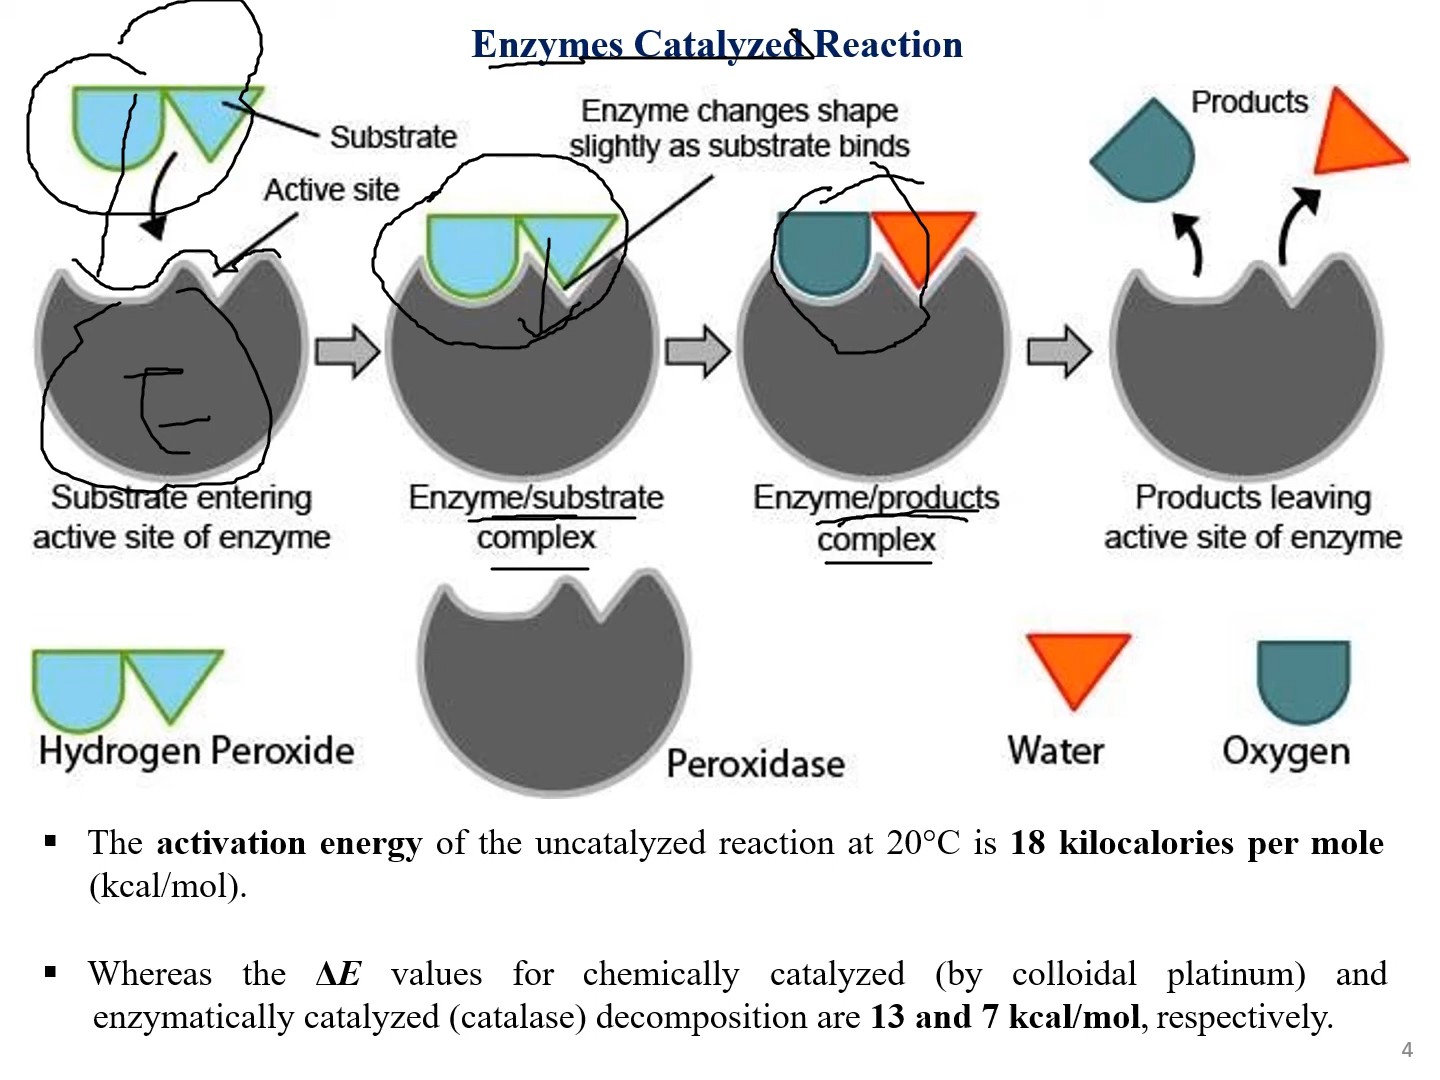 Enzymes Catalyzed Reaction
Substrate
Active site
Enzyme changes shape
slightly as substrate binds
Products
E
Substrate entering
active site of enzyme
Enzyme/substrate
complex
Enzyme/products
complex
Products leaving
active site of enzyme
Hydrogen Peroxide
Peroxidase
Water
Oxygen
▪ The activation energy of the uncatalyzed reaction at 20°C is 18 kilocalories per mole
(kcal/mol).
▪ Whereas the ΔE values for chemically catalyzed (by colloidal platinum) and
enzymatically catalyzed (catalase) decomposition are 13 and 7 kcal/mol, respectively.
4